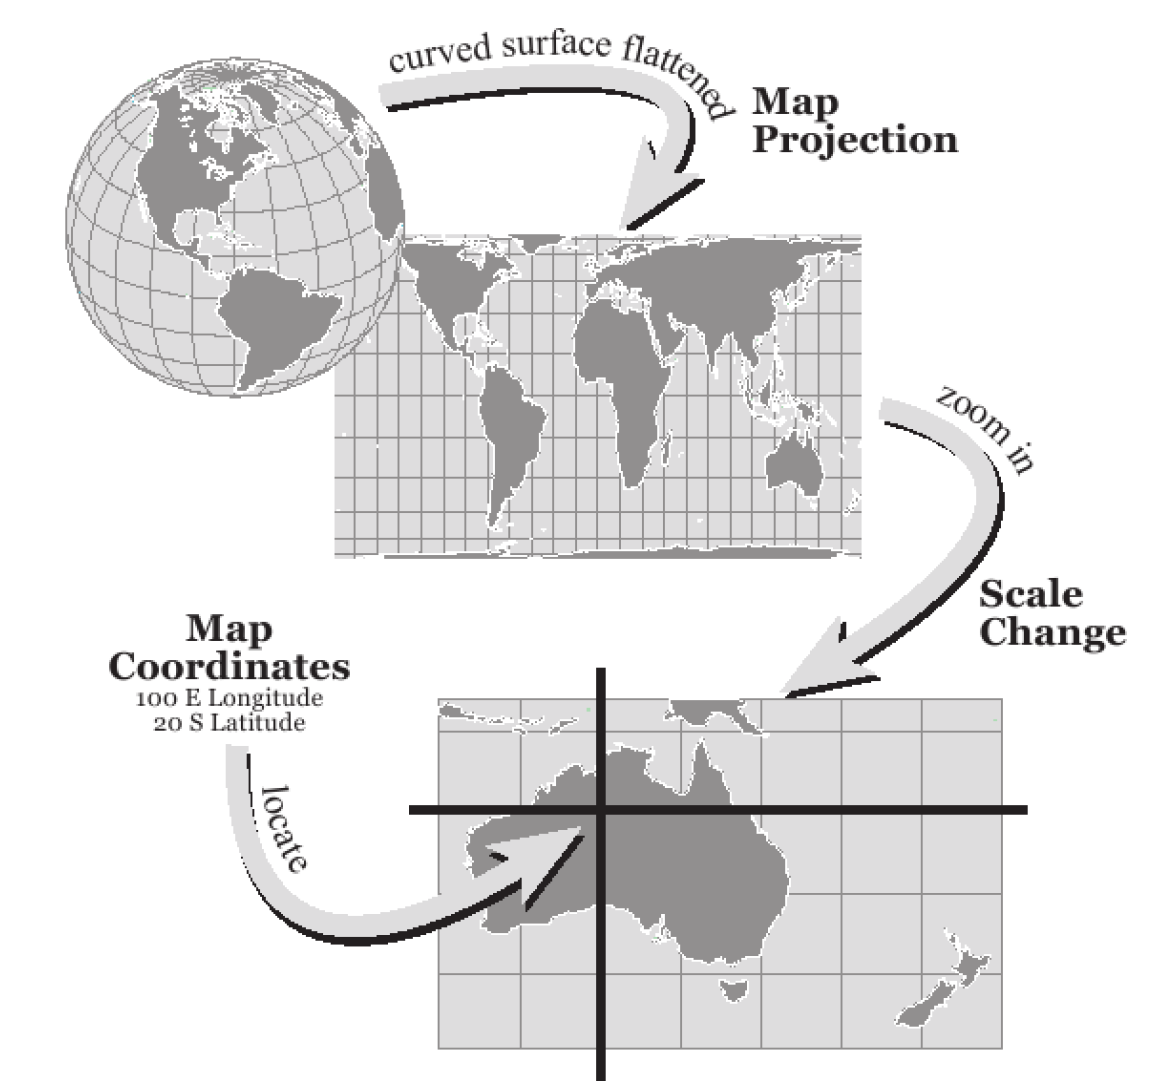 curved surface flattened
Map
Projection
zoom in
Scale
Change
Map
Coordinates
100 E Longitude
20 S Latitude
locate